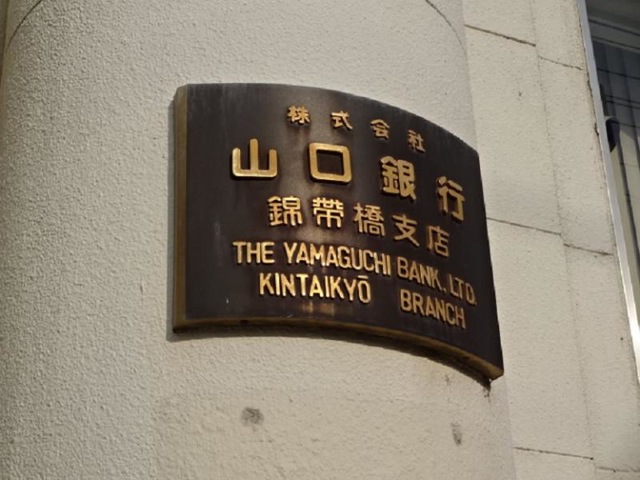 株式会社
山口銀行
錦帯橋支店
THE YAMAGUCHI BANK, LTD.
KINTAIKYŌ BRANCH